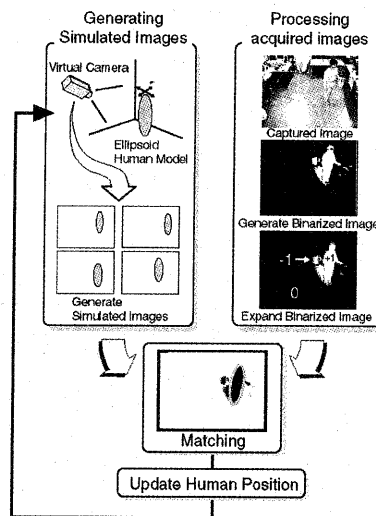 Generating
Simulated Images
Virtual Camera
Ellipsoid
Human Model
Generate
Simulated Images
Processing
acquired images
Captured Image
Generate Binarized Image
-1
0
Expand Binarized Image
Matching
Update Human Position